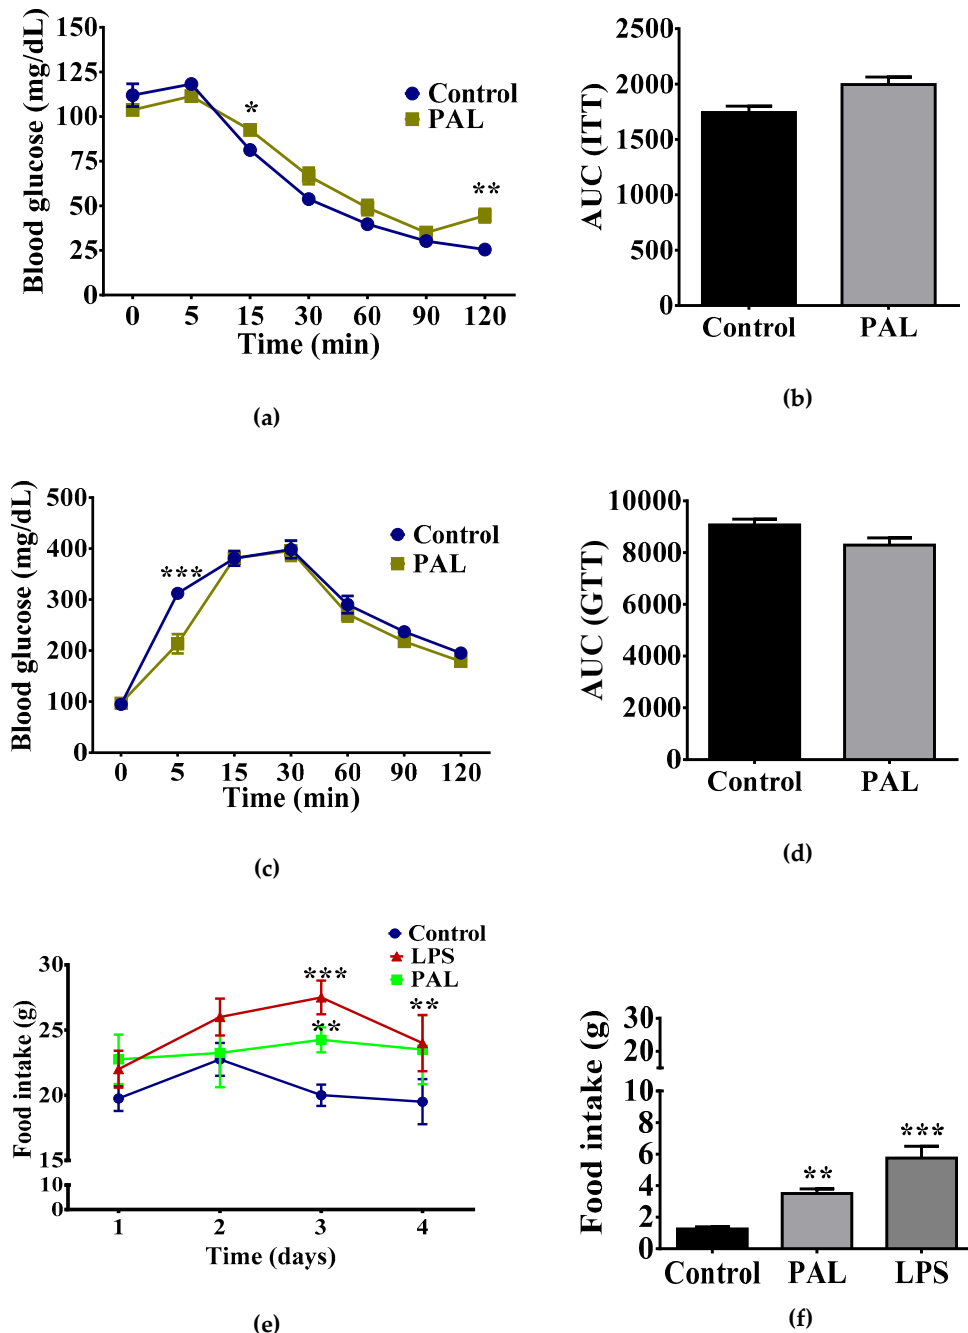 Blood glucose (mg/dL)
150
125
100
75
50
25
0
Control
PAL
*
**
0 5 15 30 60 90 120
Time (min)
(a)
AUC (ITT)
2500
2000
1500
1000
500
0
Control PAL
(b)
Blood glucose (mg/dL)
500
400
300
200
100
0
Control
PAL
***
0 5 15 30 60 90 120
Time (min)
(c)
AUC (GTT)
10000
8000
6000
4000
2000
0
Control PAL
(d)
Control
LPS
PAL
Food intake (g)
30
25
20
15
10
0
***
**
**
1 2 3 4
Time (days)
(e)
Food intake (g)
30
20
10
8
6
4
2
0
**
***
Control PAL LPS
(f)